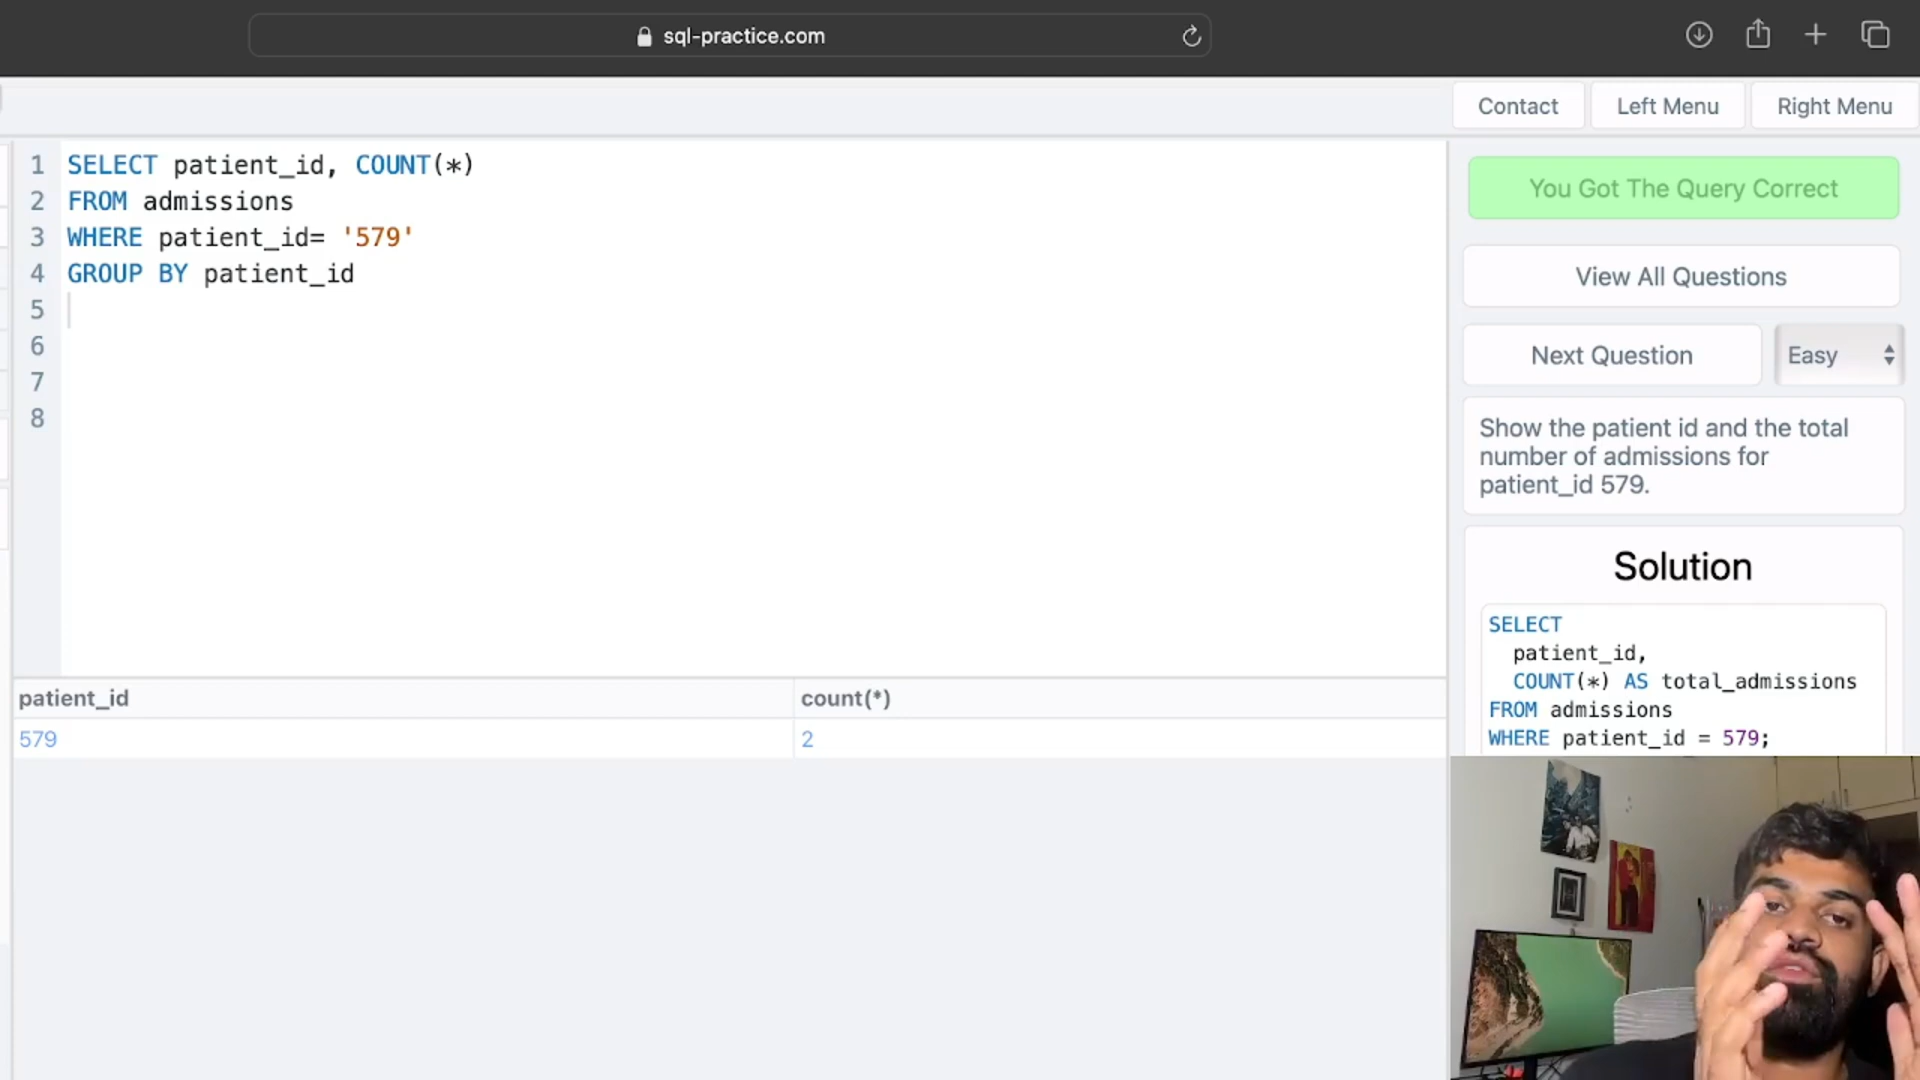 sql-practice.com
Contact
Left Menu
Right Menu
1 SELECT patient_id, COUNT(*)
2 FROM admissions
3 WHERE patient_id= '579'
4 GROUP BY patient_id
5
6
7
8
You Got The Query Correct
View All Questions
Next Question
Easy
Show the patient id and the total
number of admissions for
patient_id 579.
Solution
SELECT
patient_id,
COUNT(*) AS total_admissions
FROM admissions
WHERE patient_id = 579;
patient_id count(*)
579 2